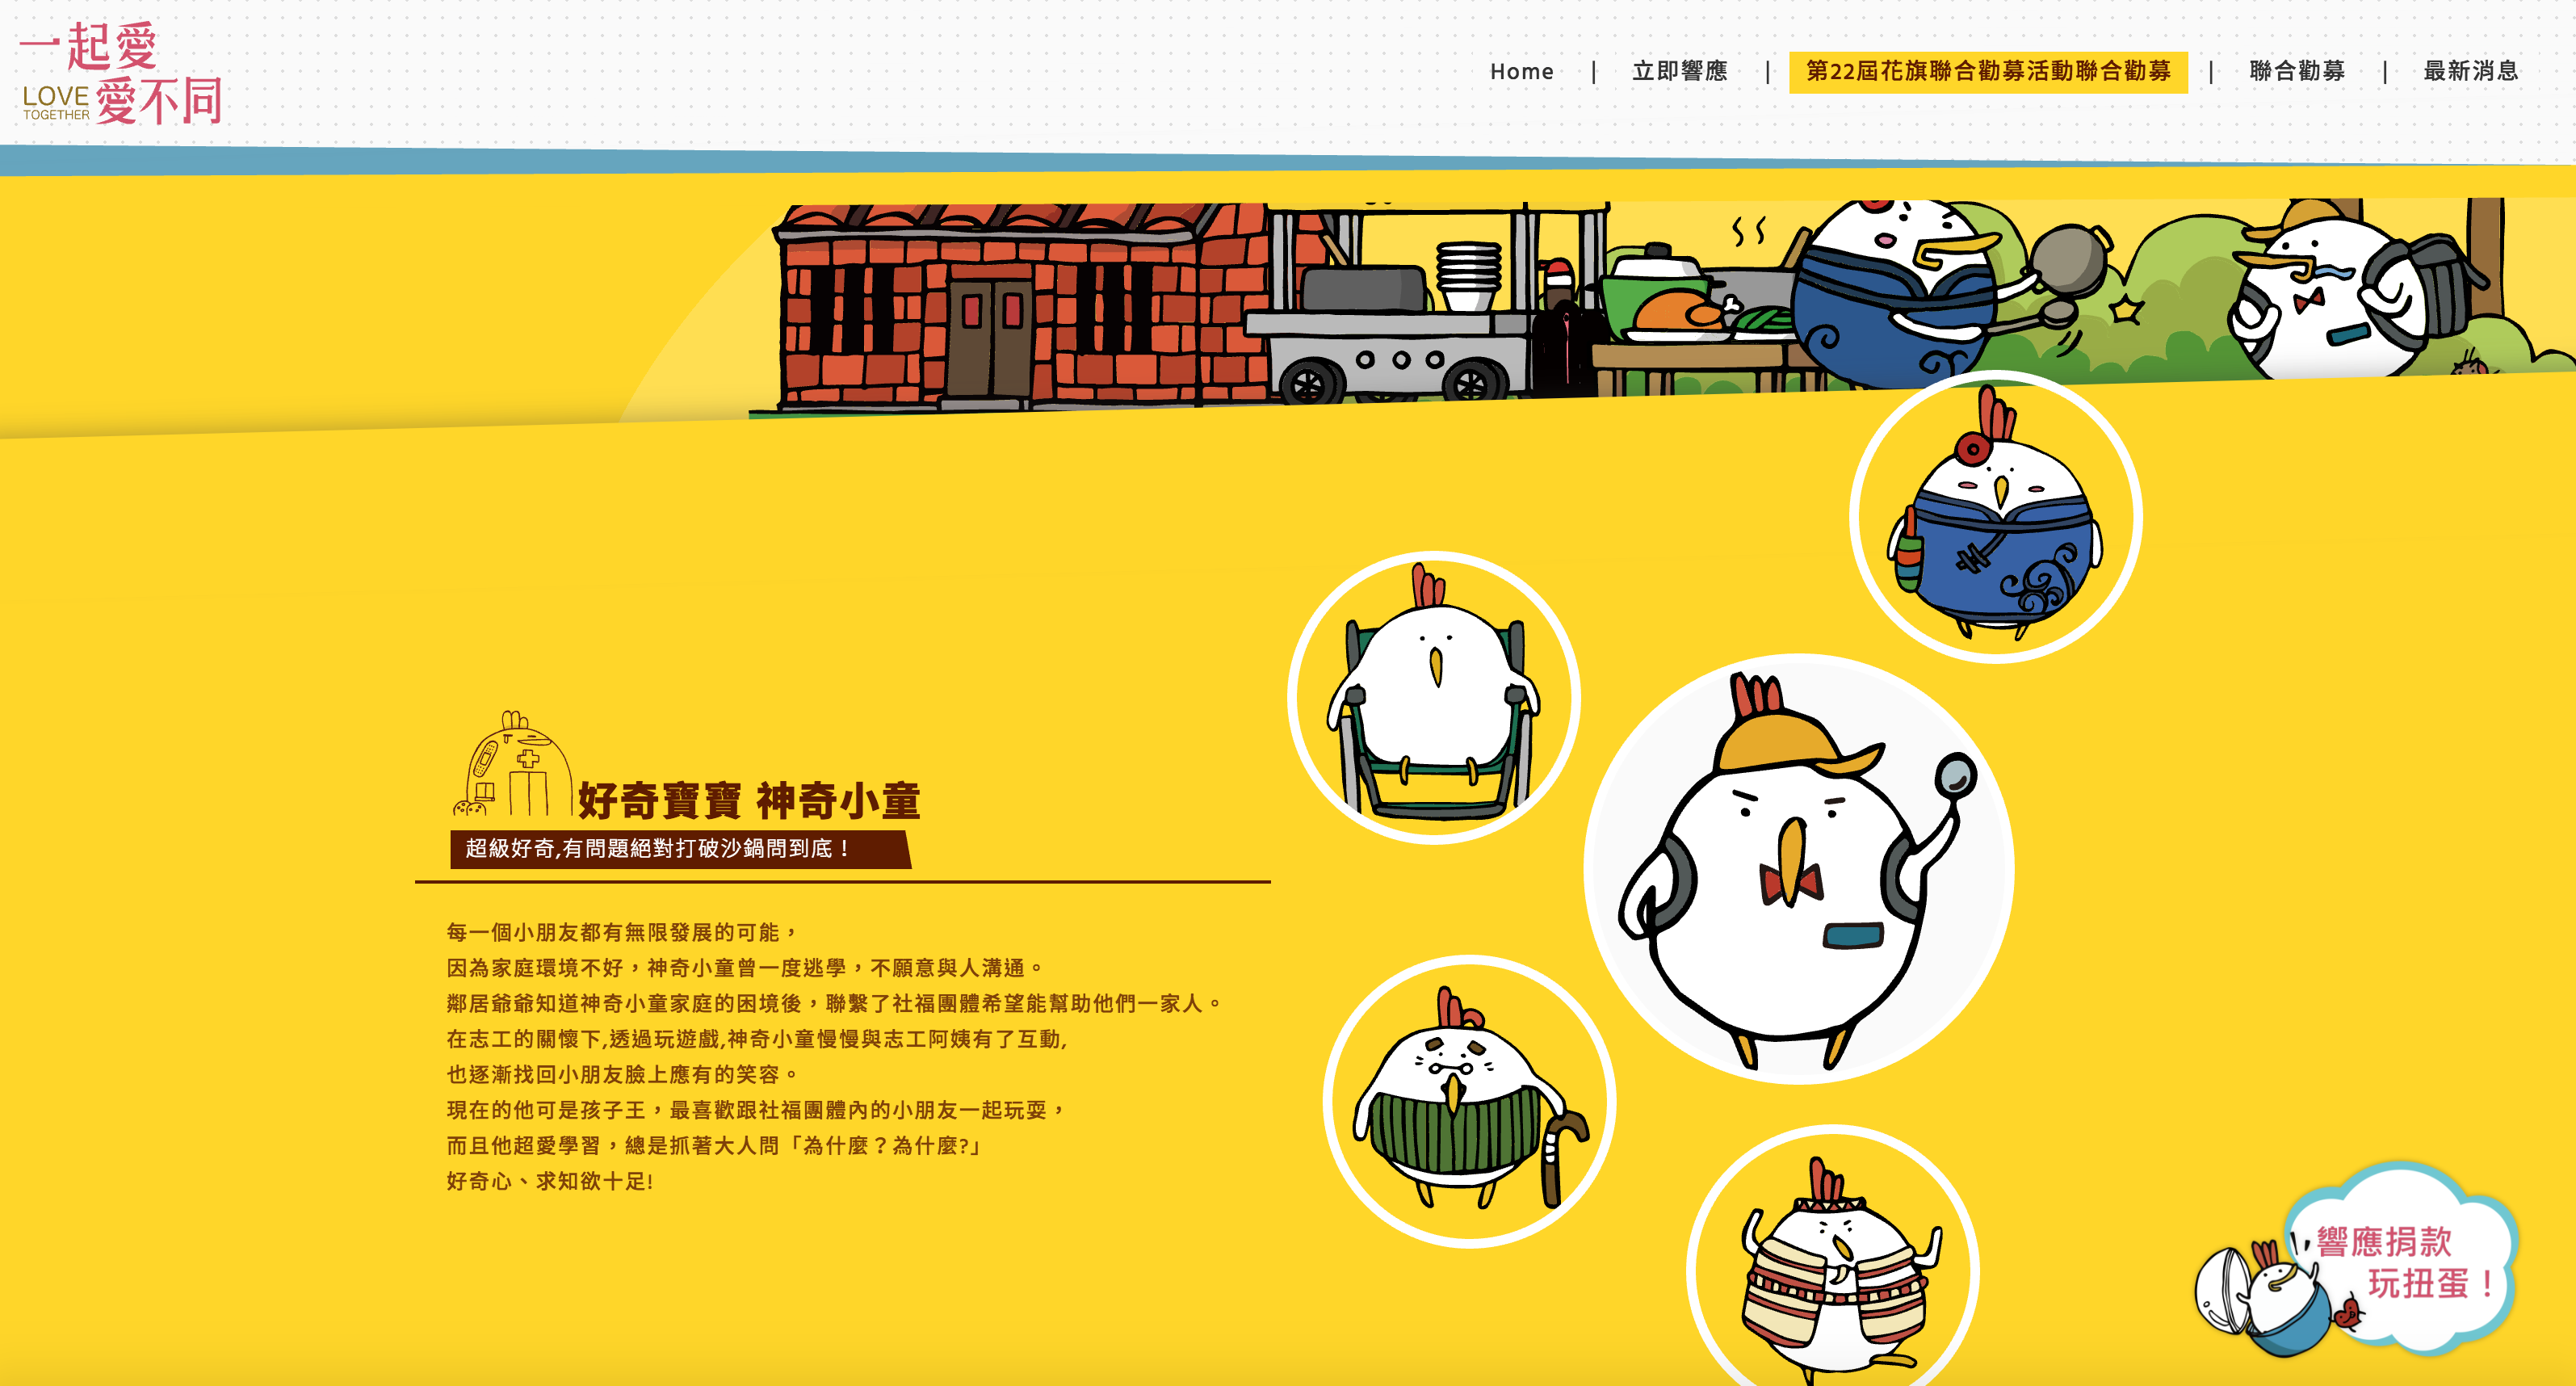 一起愛
LOVE
TOGETHER
愛不同
Home | 立即響應 | 第22屆花旗聯合勸募活動聯合勸募 | 聯合勸募 | 最新消息
好奇寶寶 神奇小童
超級好奇,有問題絕對打破沙鍋問到底！
每一個小朋友都有無限發展的可能，
因為家庭環境不好，神奇小童曾一度逃學，不願意與人溝通。
鄰居爺爺知道神奇小童家庭的困境後，聯繫了社福團體希望能幫助他們一家人。
在志工的關懷下,透過玩遊戲,神奇小童慢慢與志工阿姨有了互動,
也逐漸找回小朋友臉上應有的笑容。
現在的他可是孩子王，最喜歡跟社福團體內的小朋友一起玩耍，
而且他超愛學習，總是抓著大人問「為什麼？為什麼?」
好奇心、求知欲十足!
響應捐款
玩扭蛋！